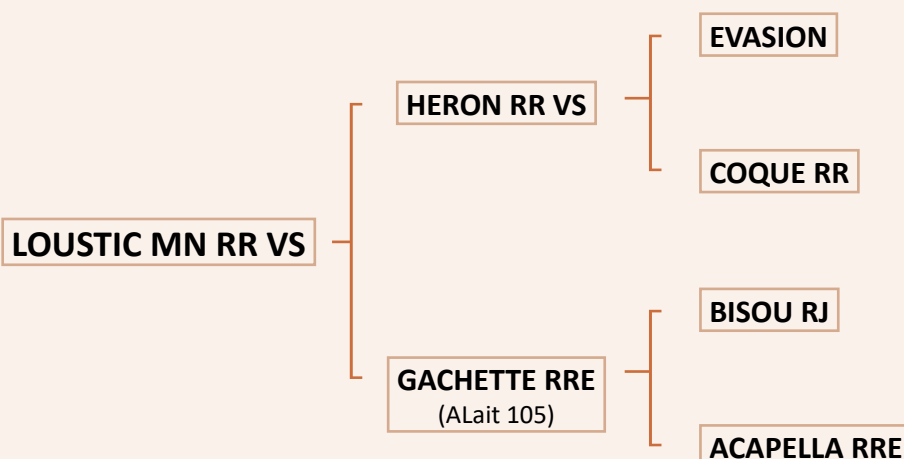 EVASION
HERON RR VS
COQUE RR
LOUSTIC MN RR VS
BISOU RJ
GACHETTE RRE
(ALait 105)
ACAPELLA RRE